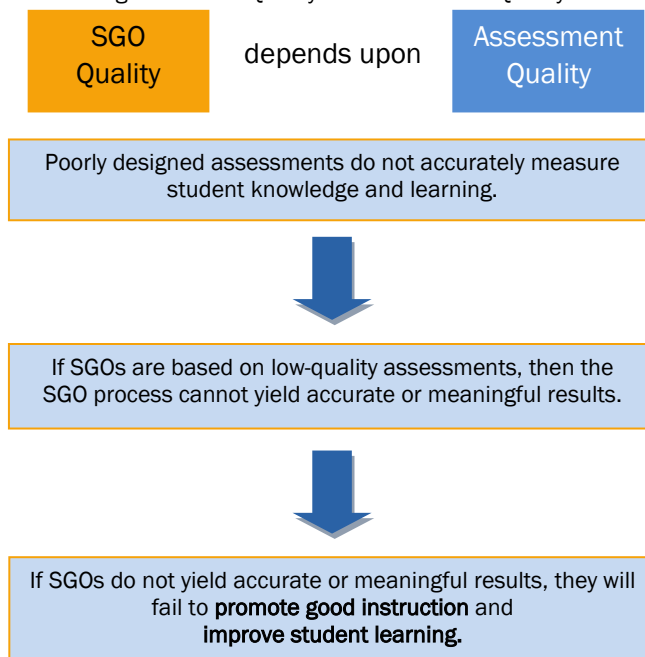 SGO
Quality
depends upon
Assessment
Quality
Poorly designed assessments do not accurately measure
student knowledge and learning.
If SGOs are based on low-quality assessments, then the
SGO process cannot yield accurate or meaningful results.
If SGOs do not yield accurate or meaningful results, they will
fail to promote good instruction and
improve student learning.